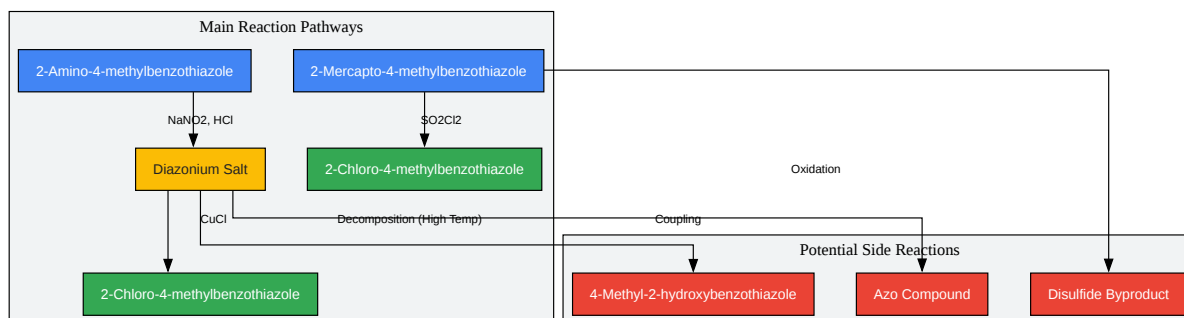 Main Reaction Pathways
2-Amino-4-methylbenzothiazole
2-Mercapto-4-methylbenzothiazole
NaNO2, HCl
SO2Cl2
Diazonium Salt
2-Chloro-4-methylbenzothiazole
Oxidation
CuCl
Decomposition (High Temp)
Coupling
Potential Side Reactions
2-Chloro-4-methylbenzothiazole
4-Methyl-2-hydroxybenzothiazole
Azo Compound
Disulfide Byproduct